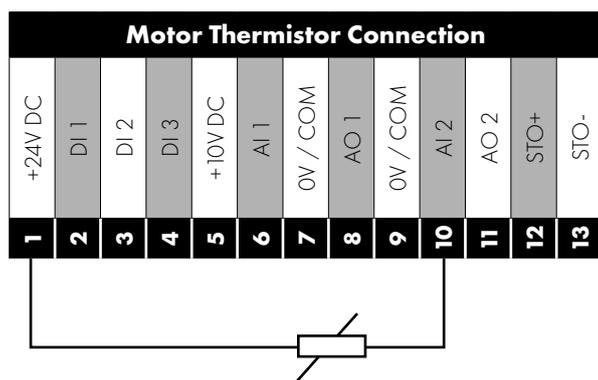 Motor Thermistor Connection
+24V DC
DI 1
DI 2
DI 3
+10V DC
AI 1
0V / COM
AO 1
0V / COM
AI 2
AO 2
STO+
STO-
1
2
3
4
5
6
7
8
9
10
11
12
13